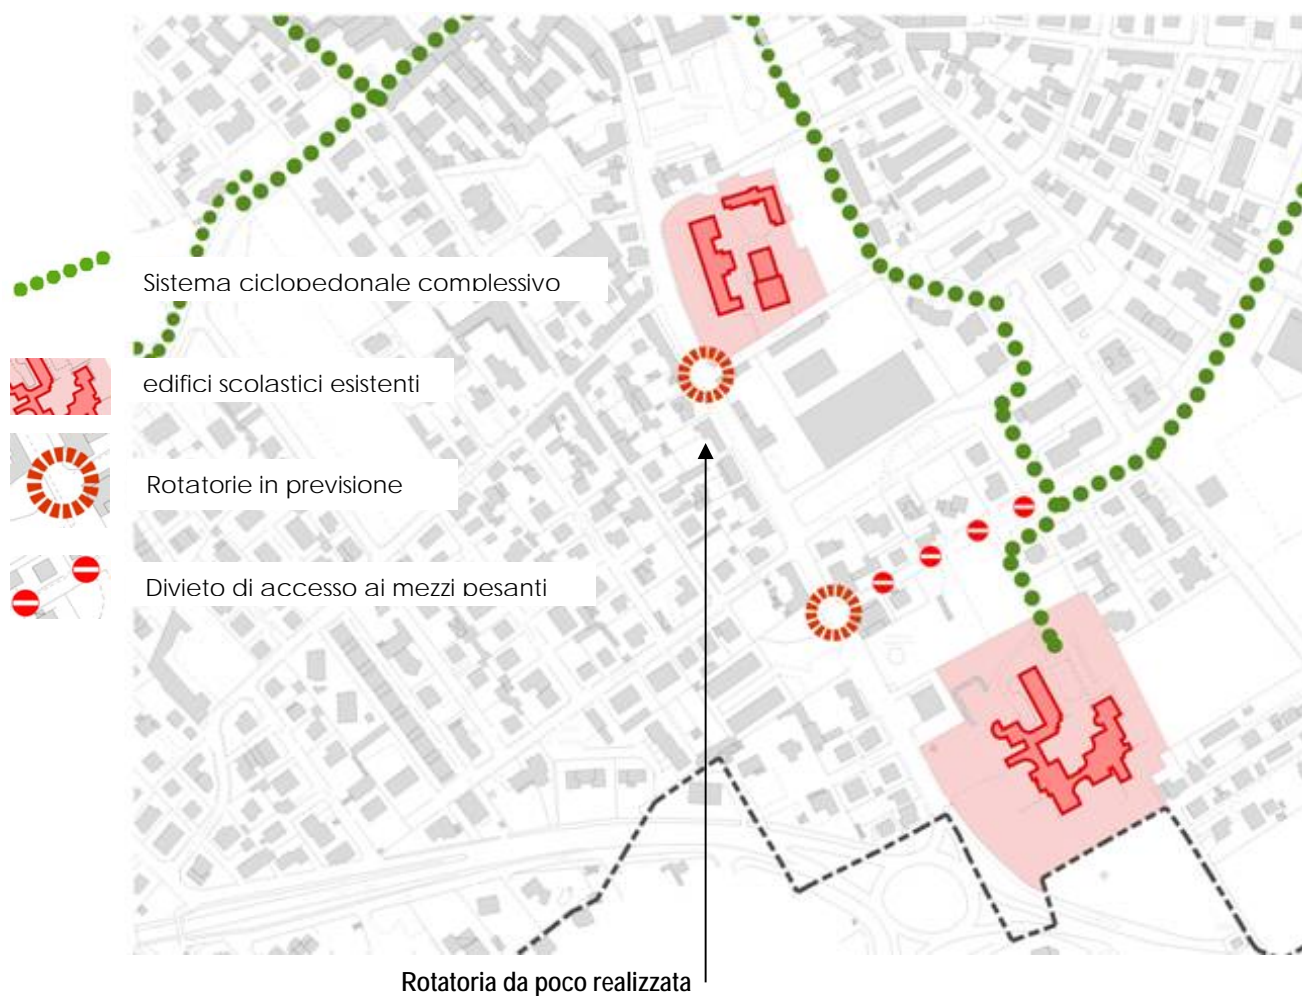 Sistema ciclopedonale complessivo
edifici scolastici esistenti
Rotatorie in previsione
Divieto di accesso ai mezzi pesanti
Rotatoria da poco realizzata